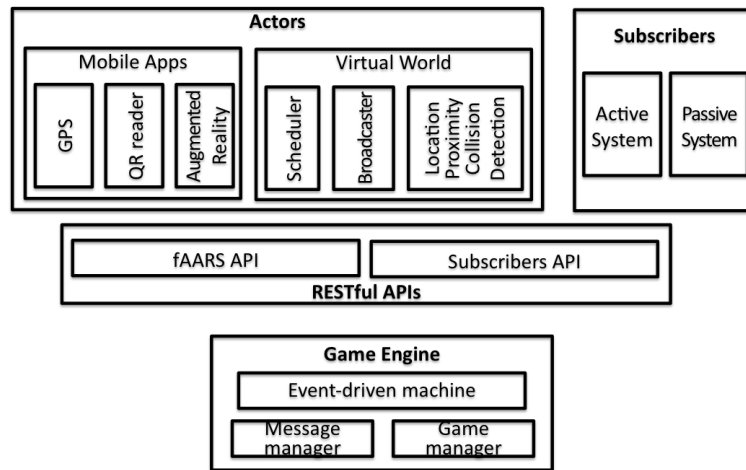 Actors
Mobile Apps
GPS
QR reader
Augmented
Reality
Virtual World
Scheduler
Broadcaster
Location
Proximity
Collision
Detection
Subscribers
Active
System
Passive
System
fAARS API
Subscribers API
RESTful APIs
Game Engine
Event-driven machine
Message
manager
Game
manager